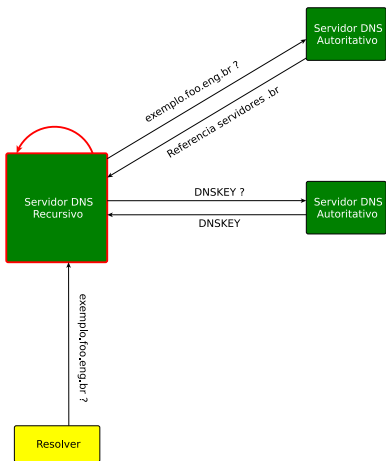 Servidor DNS
Autoritativo
exemplo.foo.eng.br ?
Referencia servidores .br
Servidor DNS
Recursivo
DNSKEY ?
DNSKEY
Servidor DNS
Autoritativo
exemplo.foo.eng.br ?
Resolver